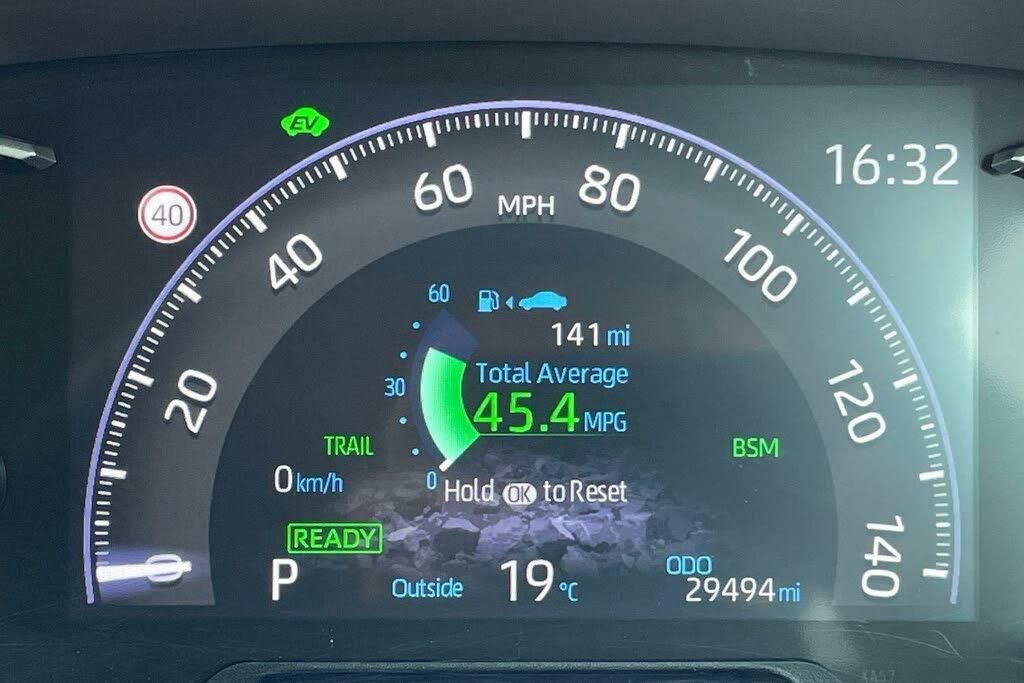 EV
16:32
40
60
MPH
80
40
100
60
141 mi
Total Average
30
45.4 MPG
20
120
TRAIL
BSM
0 km/h
0
Hold OK to Reset
READY
0
140
P
Outside
19 °C
ODO
29494 mi